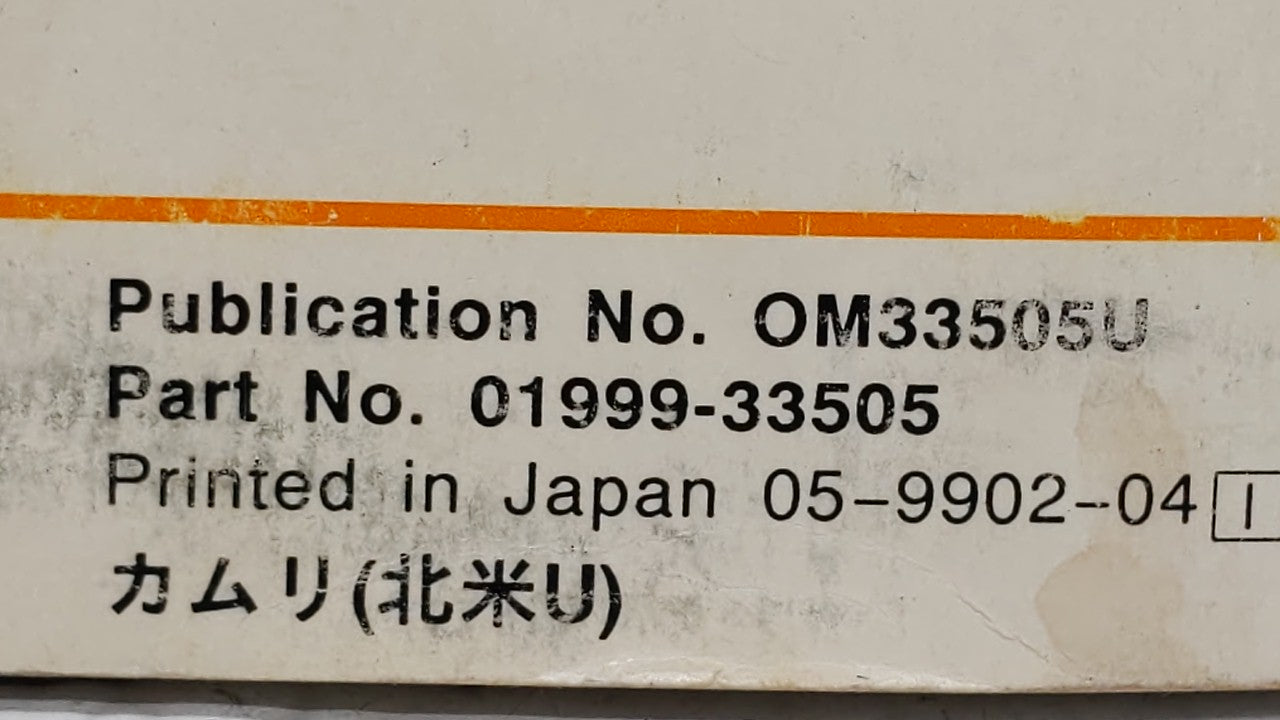 Publication No. OM33505U
Part No. 01999-33505
Printed in Japan 05-9902-04 I
カムリ(北米U)